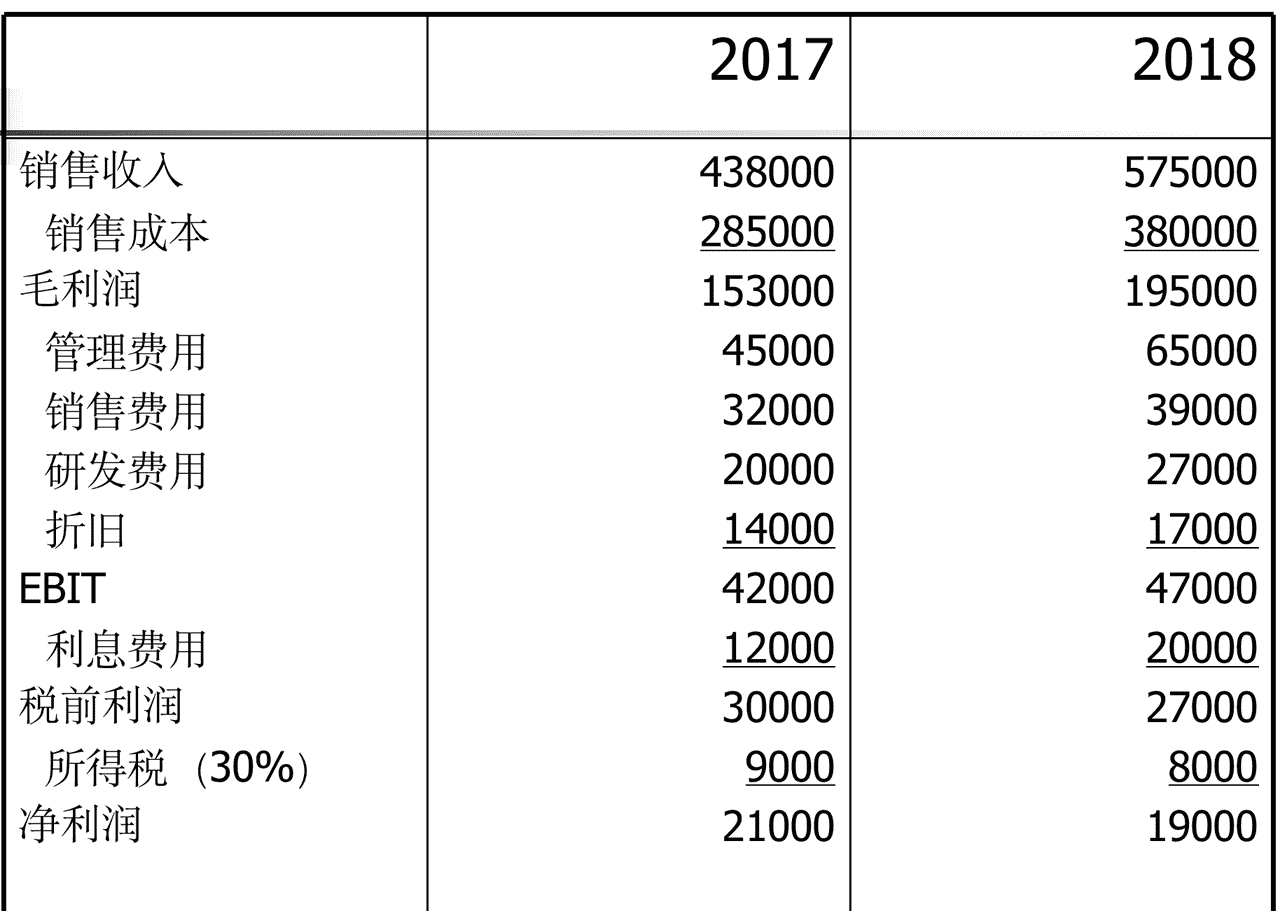 2017 2018
销售收入 438000 575000
销售成本 285000 380000
毛利润 153000 195000
管理费用 45000 65000
销售费用 32000 39000
研发费用 20000 27000
折旧 14000 17000
EBIT 42000 47000
利息费用 12000 20000
税前利润 30000 27000
所得税（30%） 9000 8000
净利润 21000 19000